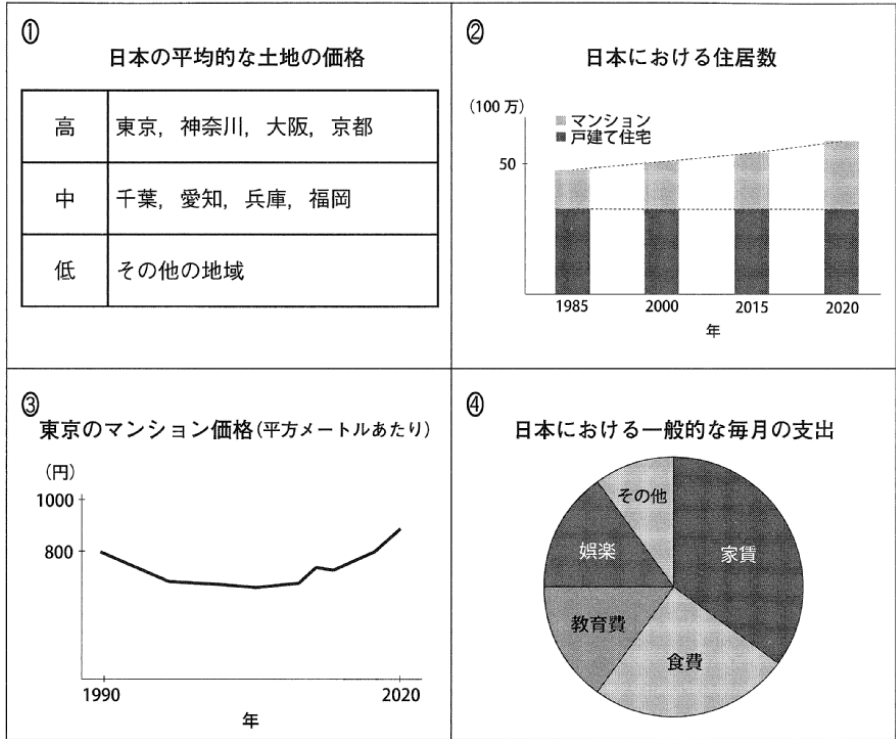 ①
日本の平均的な土地の価格
高 東京，神奈川，大阪，京都
中 千葉，愛知，兵庫，福岡
低 その他の地域
②
日本における住居数
(100 万)
マンション
戸建て住宅
50
1985 2000 2015 2020
年
③
東京のマンション価格(平方メートルあたり)
(円)
1000
800
1990 2020
年
④
日本における一般的な毎月の支出
その他
家賃
娯楽
教育費
食費